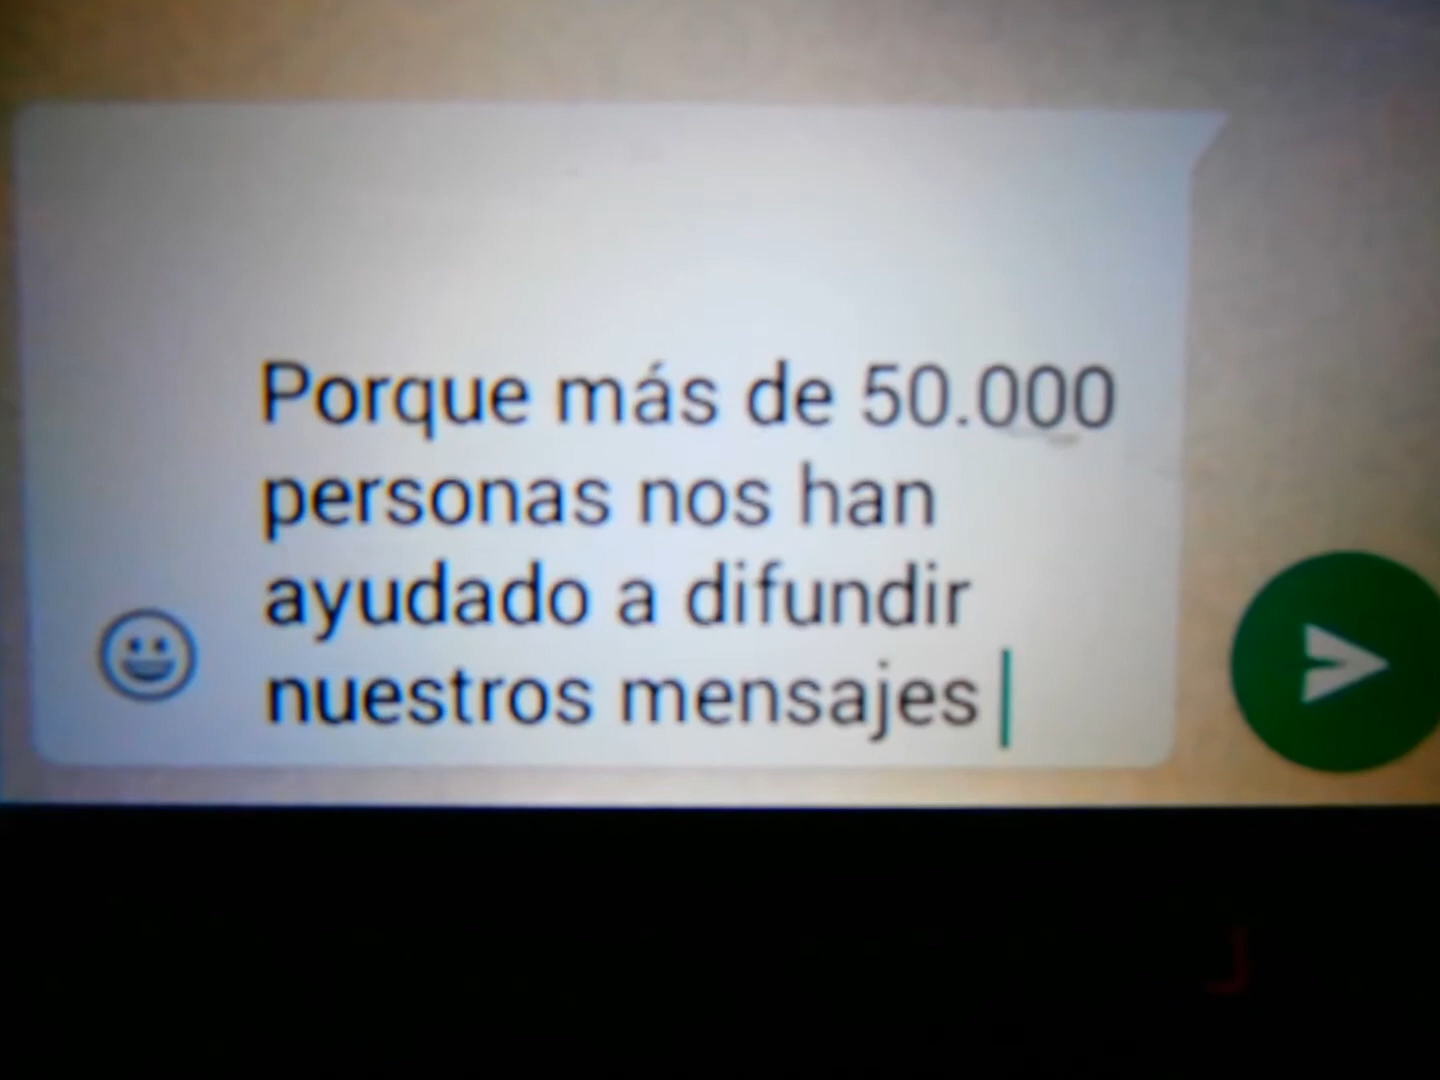 Porque más de 50.000
personas nos han
ayudado a difundir
nuestros mensajes